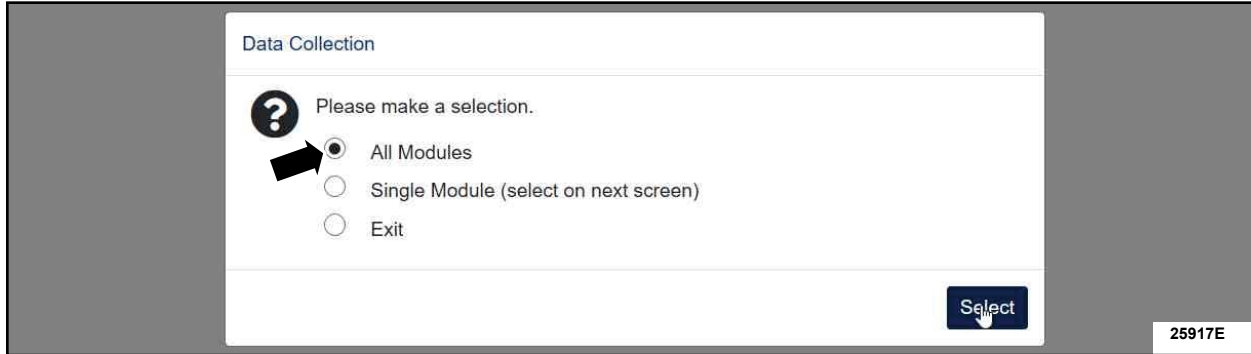 Data Collection
Please make a selection.
All Modules
Single Module (select on next screen)
Exit
Select
25917E